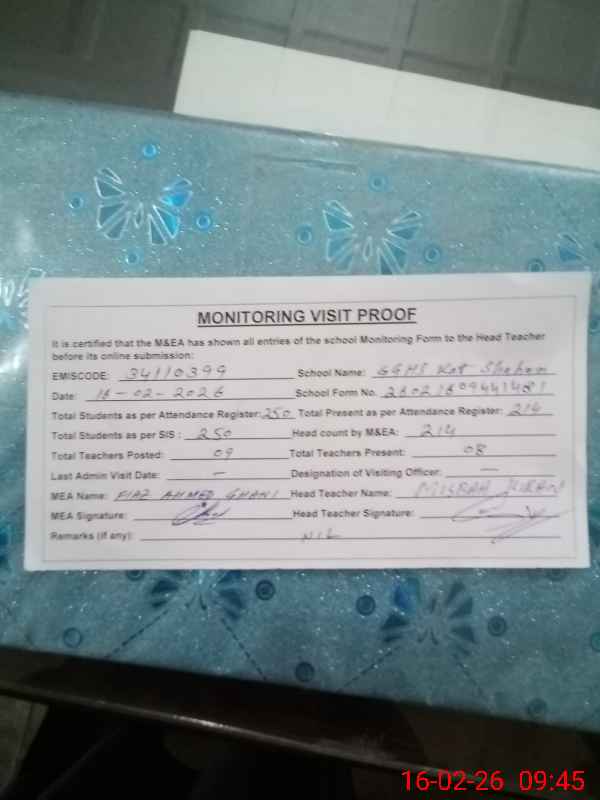 MONITORING VISIT PROOF
It is certified that the M&EA has shown all entries of the school Monitoring Form to the Head Teacher
before its online submission:
EMISCODE: 34110399 School Name: GGHS Kot Shaban
Date: 16-02-2026 School Form No.
Total Students as per Attendance Register: 250 Total Present as per Attendance Register: 214
Total Students as per SIS : 250 Head count by M&EA: 214
Total Teachers Posted: 09 Total Teachers Present: 08
Last Admin Visit Date: — Designation of Visiting Officer: —
MEA Name: FIAZ AHMED GHANI Head Teacher Name: MISBAH KIRAN
MEA Signature: Head Teacher Signature:
Remarks (if any): NIL
16-02-26 09:45